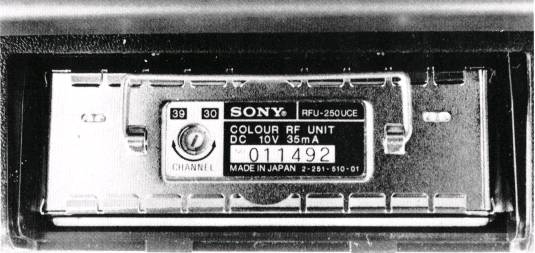 39 30
SONY® RFU-250UCE
COLOUR RF UNIT
DC 10V 35mA
011492
CHANNEL
MADE IN JAPAN 2-251-510-01